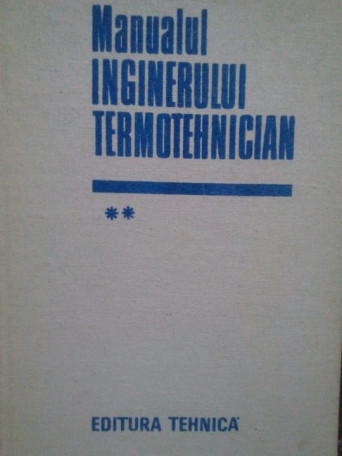 Manualul
INGINERULUI
TERMOTEHNICIAN
**
EDITURA TEHNICĂ